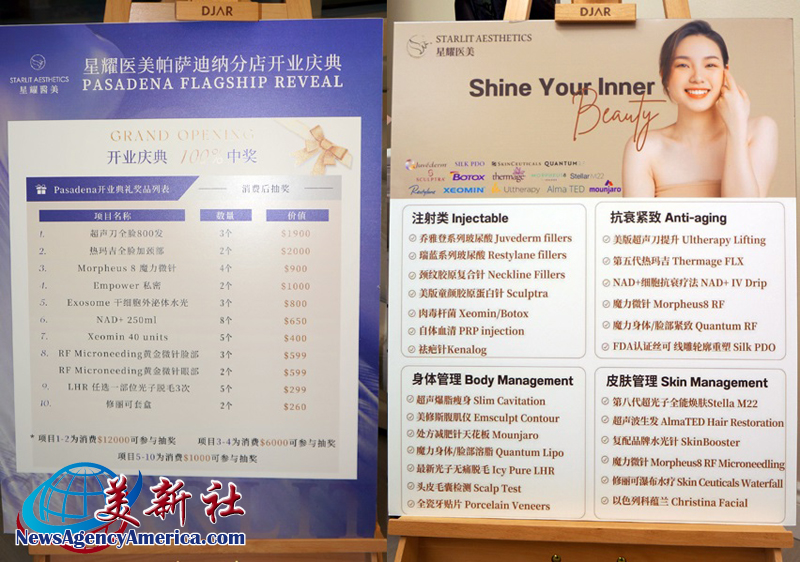 DJAR
STARLIT AESTHETICS
星耀醫美
星耀医美帕萨迪纳分店开业庆典
PASADENA FLAGSHIP REVEAL
GRAND OPENING
开业庆典 100%中奖
Pasadena开业典礼奖品列表
消费后抽奖
项目名称 数量 价值
1. 超声刀全脸800发 3个 $1900
2. 热玛吉全脸加颈部 2个 $2000
3. Morpheus 8 魔力微针 4个 $900
4. Empower 私密 2个 $1000
5. Exosome 干细胞外泌体水光 3个 $800
6. NAD+ 250ml 8个 $650
7. Xeomin 40 units 5个 $400
8. RF Microneeding黄金微针脸部 3个 $599
RF Microneeding黄金微针眼部 2个 $599
9. LHR 任选一部位光子脱毛3次 5个 $299
10. 修丽可套盒 2个 $260
* 项目1-2为消费$12000可参与抽奖 项目3-4为消费$6000可参与抽奖
项目5-10为消费$1000可参与抽奖
美新社
NewsAgencyAmerica.com
DJAR
STARLIT AESTHETICS
星耀医美
Shine Your Inner
Beauty
Juvederm SILK PDO SKINCEUTICALS QUANTUM
SCULPTRA BOTOX thermage Stellar M22
Restylane XEOMIN Ultherapy Alma TED mounjaro
注射类 Injectable
乔雅登系列玻尿酸 Juvederm fillers
瑞蓝系列玻尿酸 Restylane fillers
颈纹胶原复合针 Neckline Fillers
美版童颜胶原蛋白针 Sculptra
肉毒杆菌 Xeomin/Botox
自体血清 PRP injection
祛疤针Kenalog
抗衰紧致 Anti-aging
美版超声刀提升 Ultherapy Lifting
第五代热玛吉 Thermage FLX
NAD+细胞抗衰疗法 NAD+ IV Drip
魔力微针 Morpheus8 RF
魔力身体/脸部紧致 Quantum RF
FDA认证丝可 线雕轮廓重塑 Silk PDO
身体管理 Body Management
超声爆脂瘦身 Slim Cavitation
美修斯腹肌仪 Emsculpt Contour
处方减肥针天花板 Mounjaro
魔力身体/脸部溶脂 Quantum Lipo
最新光子无痛脱毛 Icy Pure LHR
头皮毛囊检测 Scalp Test
全瓷牙贴片 Porcelain Veneers
皮肤管理 Skin Management
第八代超光子全能焕肤Stella M22
超声波生发 AlmaTED Hair Restoration
复配品牌水光针 SkinBooster
魔力微针 Morpheus8 RF Microneedling
修丽可瀑布水疗 Skin Ceuticals Waterfall
以色列科蕴兰 Christina Facial